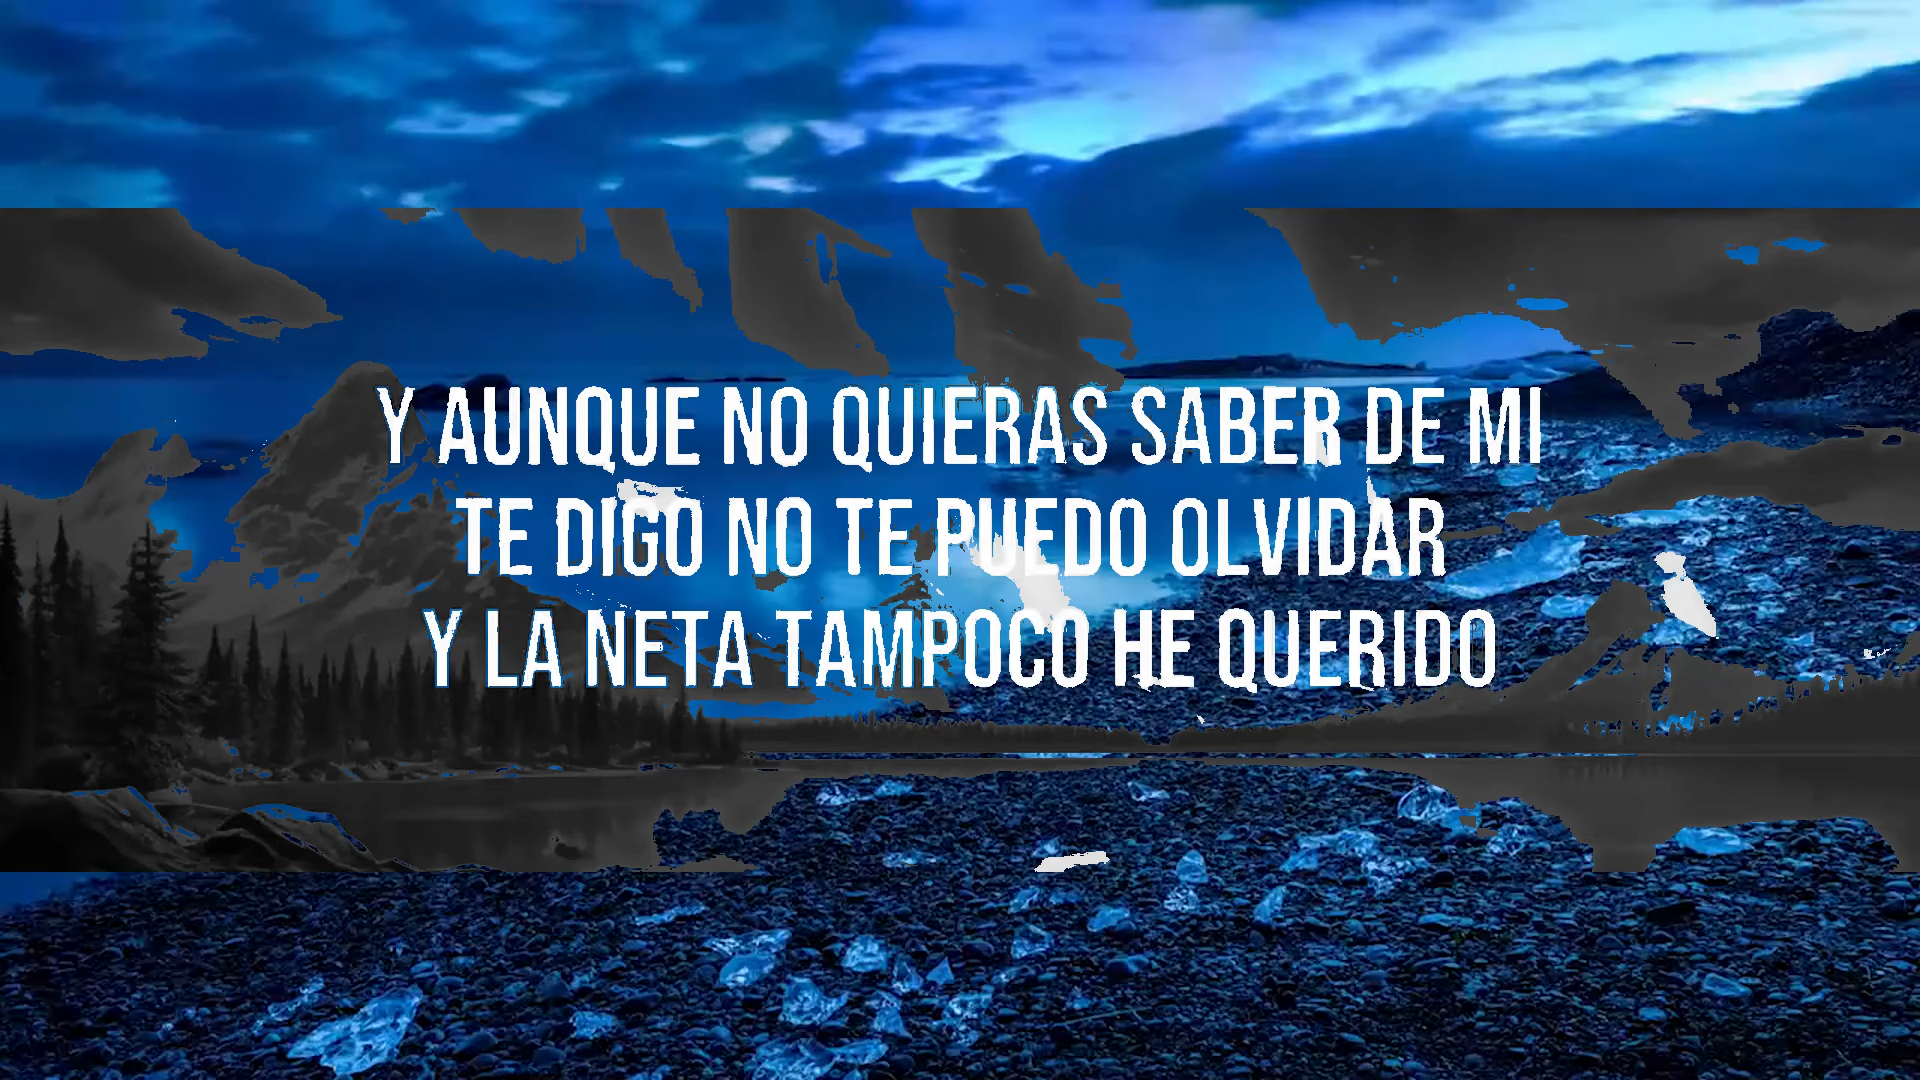 Y AUNQUE NO QUIERAS SABER DE MI
TE DIGO NO TE PUEDO OLVIDAR
Y LA NETA TAMPOCO HE QUERIDO